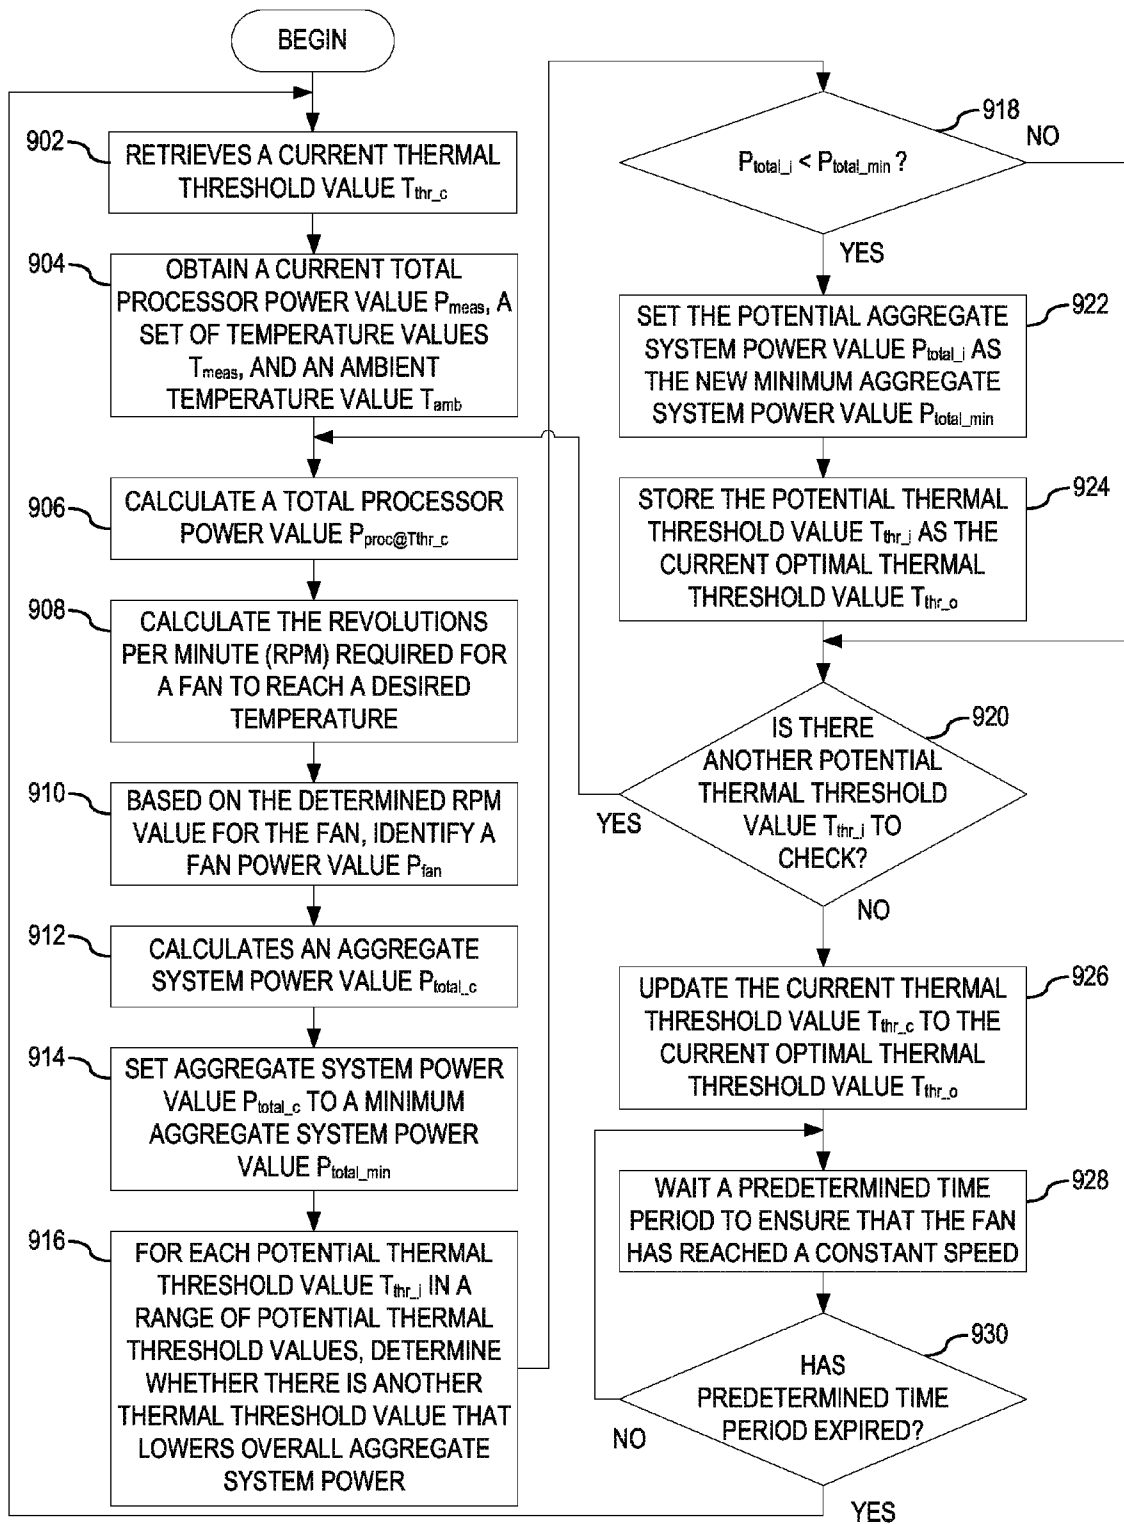 BEGIN
902
RETRIEVES A CURRENT THERMAL
THRESHOLD VALUE Tthr_c
904
OBTAIN A CURRENT TOTAL
PROCESSOR POWER VALUE Pmeas, A
SET OF TEMPERATURE VALUES
Tmeas, AND AN AMBIENT
TEMPERATURE VALUE Tamb
906
CALCULATE A TOTAL PROCESSOR
POWER VALUE Pproc@Tthr_c
908
CALCULATE THE REVOLUTIONS
PER MINUTE (RPM) REQUIRED FOR
A FAN TO REACH A DESIRED
TEMPERATURE
910
BASED ON THE DETERMINED RPM
VALUE FOR THE FAN, IDENTIFY A
FAN POWER VALUE Pfan
912
CALCULATES AN AGGREGATE
SYSTEM POWER VALUE Ptotal_c
914
SET AGGREGATE SYSTEM POWER
VALUE Ptotal_c TO A MINIMUM
AGGREGATE SYSTEM POWER
VALUE Ptotal_min
916
FOR EACH POTENTIAL THERMAL
THRESHOLD VALUE Tthr_i IN A
RANGE OF POTENTIAL THERMAL
THRESHOLD VALUES, DETERMINE
WHETHER THERE IS ANOTHER
THERMAL THRESHOLD VALUE THAT
LOWERS OVERALL AGGREGATE
SYSTEM POWER
918
NO
Ptotal_i < Ptotal_min ?
YES
922
SET THE POTENTIAL AGGREGATE
SYSTEM POWER VALUE Ptotal_i AS
THE NEW MINIMUM AGGREGATE
SYSTEM POWER VALUE Ptotal_min
924
STORE THE POTENTIAL THERMAL
THRESHOLD VALUE Tthr_i AS THE
CURRENT OPTIMAL THERMAL
THRESHOLD VALUE Tthr_o
920
IS THERE
ANOTHER POTENTIAL
THERMAL THRESHOLD
VALUE Tthr_i TO
CHECK?
YES
NO
926
UPDATE THE CURRENT THERMAL
THRESHOLD VALUE Tthr_c TO THE
CURRENT OPTIMAL THERMAL
THRESHOLD VALUE Tthr_o
928
WAIT A PREDETERMINED TIME
PERIOD TO ENSURE THAT THE FAN
HAS REACHED A CONSTANT SPEED
930
HAS
PREDETERMINED TIME
PERIOD EXPIRED?
NO
YES